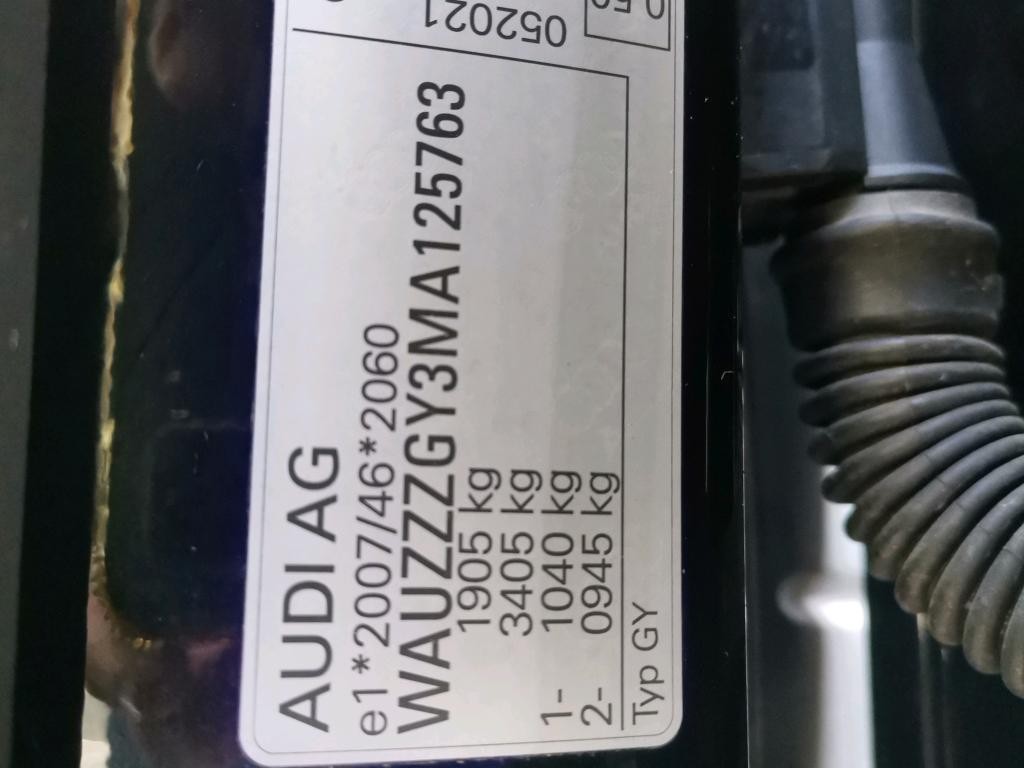 AUDI AG
e1*2007/46*2060
WAUZZZGY3MA125763
1905 kg
3405 kg
1- 1040 kg
2- 0945 kg
Typ GY
052021